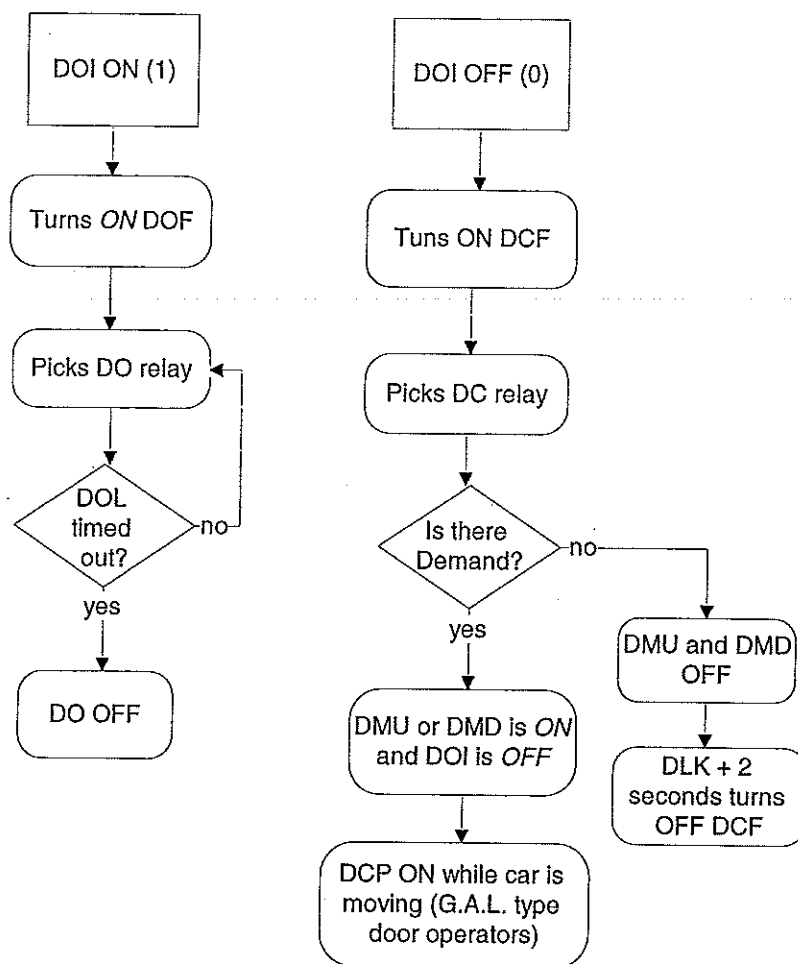 DOI ON (1)
Turns ON DOF
Picks DO relay
DOL
timed
out?
no
yes
DO OFF
DOI OFF (0)
Tuns ON DCF
Picks DC relay
Is there
Demand?
no
yes
DMU and DMD
OFF
DLK + 2
seconds turns
OFF DCF
DMU or DMD is ON
and DOI is OFF
DCP ON while car is
moving (G.A.L. type
door operators)